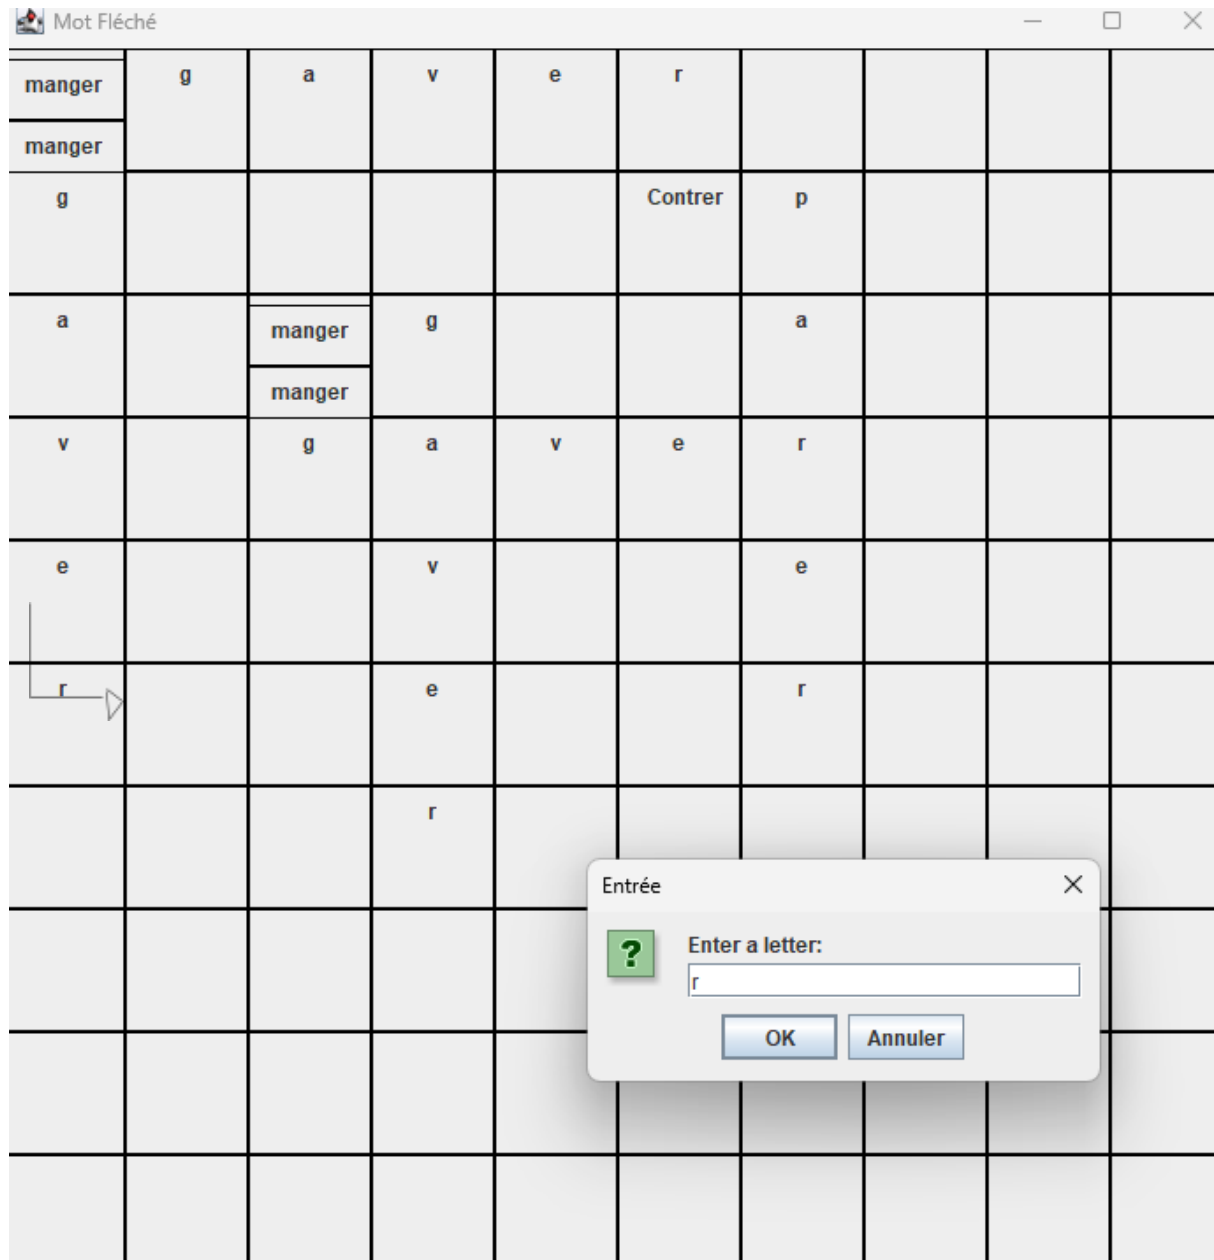 Mot Fléché
manger g a v e r
manger
g Contrer p
a manger g a
manger
v g a v e r
e v e
r e r
r
Entrée
Enter a letter:
r
OK Annuler